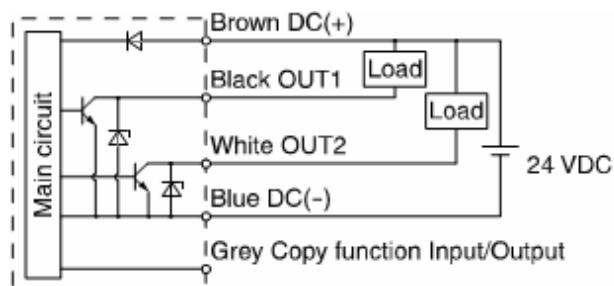 Brown DC(+)
Main circuit
Load
Black OUT1
Load
White OUT2
24 VDC
Blue DC(-)
Grey Copy function Input/Output